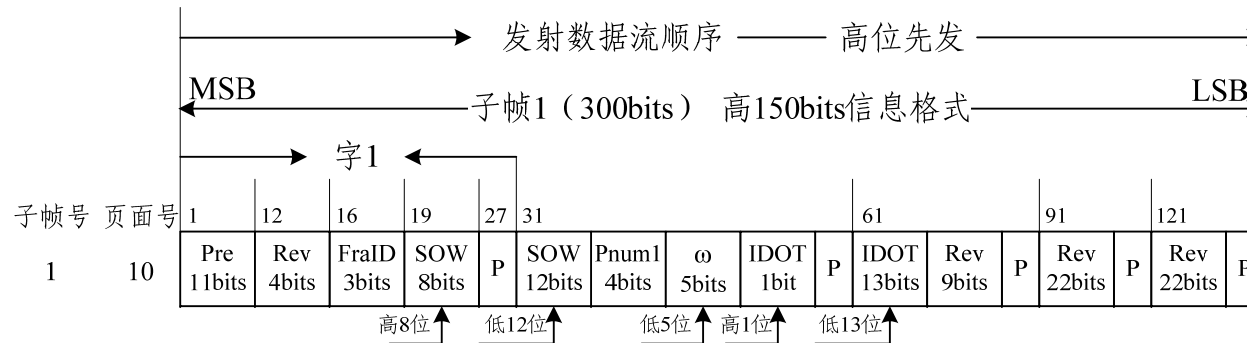 发射数据流顺序 高位先发
MSB LSB
子帧1（300bits） 高150bits信息格式
字1
子帧号 页面号 1 12 16 19 27 31 61 91 121
Pre Rev FraID SOW SOW Pnum1 ω IDOT IDOT Rev Rev Rev
1 10 P P P P
11bits 4bits 3bits 8bits 12bits 4bits 5bits 1bit 13bits 9bits 22bits 22bits
高8位 低12位 低5位 高1位 低13位